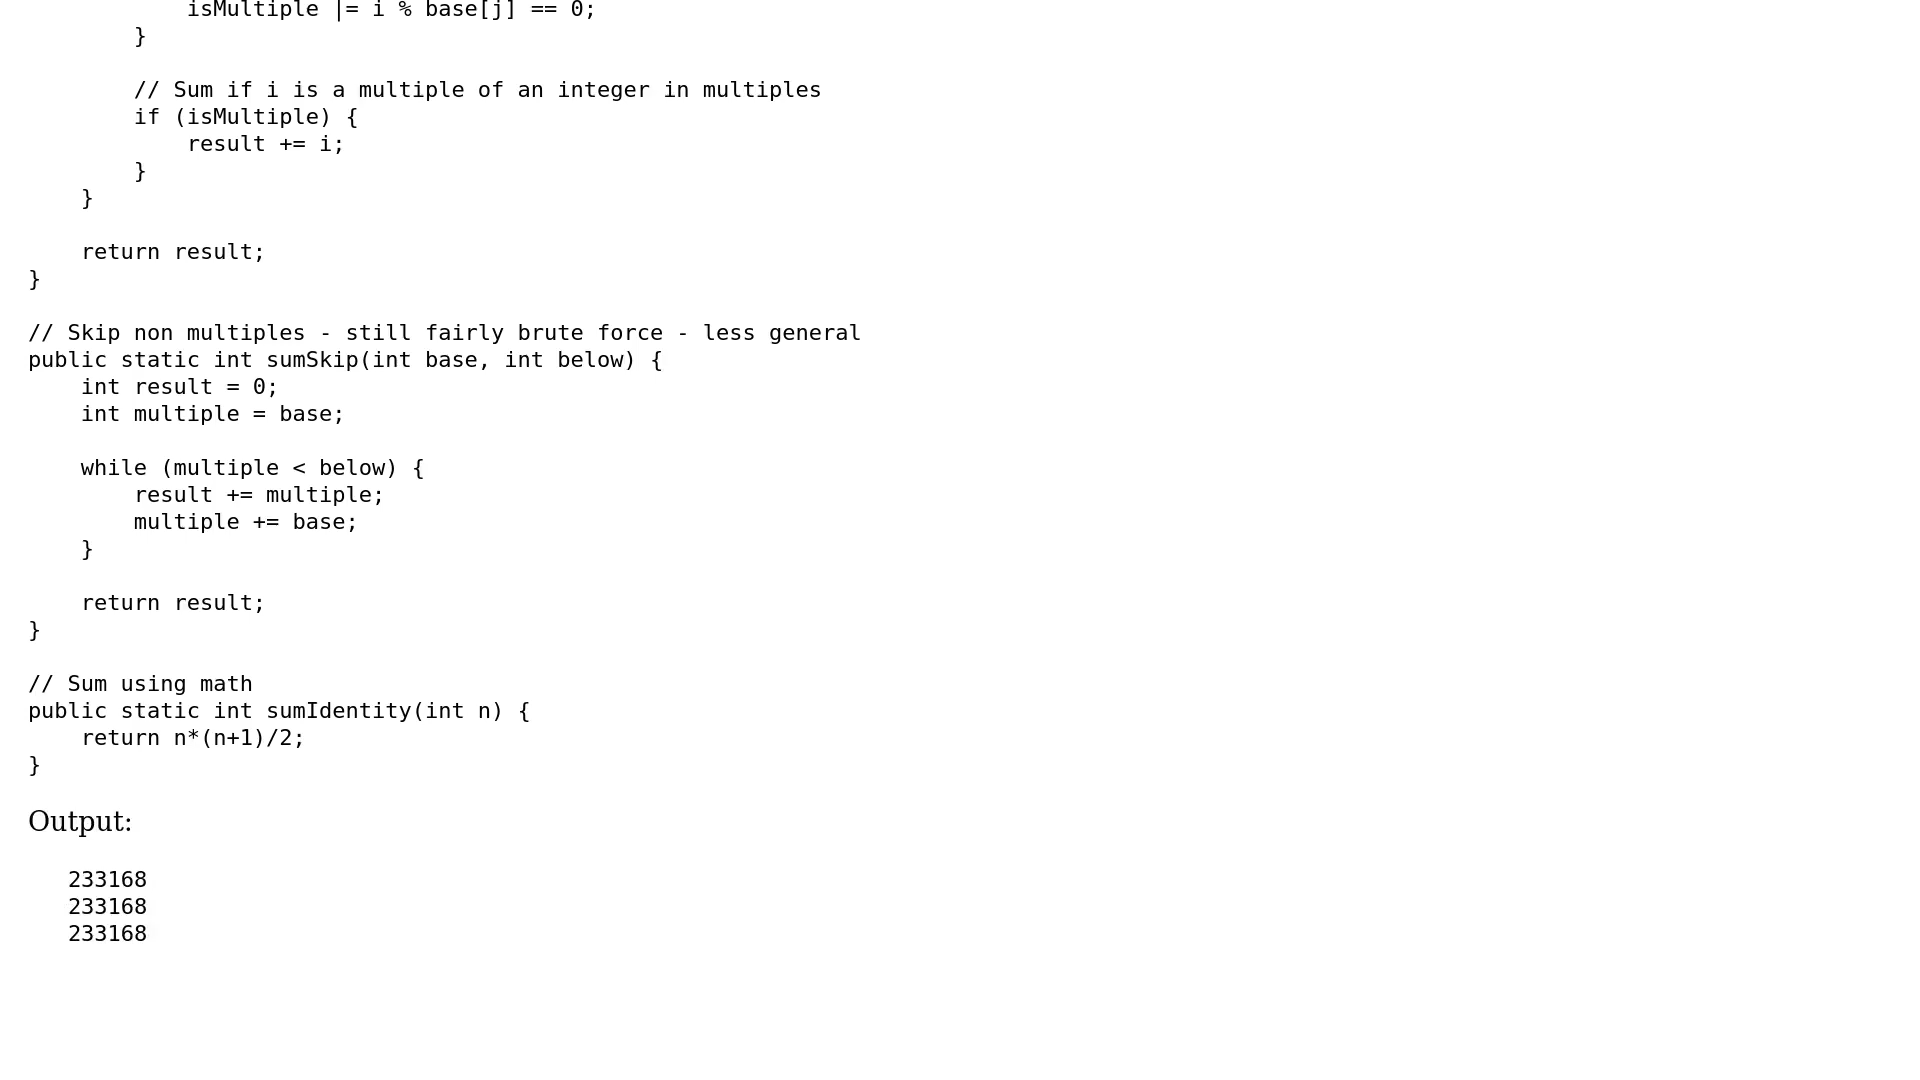 isMultiple |= i % base[j] == 0;
        }

        // Sum if i is a multiple of an integer in multiples
        if (isMultiple) {
            result += i;
        }
    }

    return result;
}

// Skip non multiples - still fairly brute force - less general
public static int sumSkip(int base, int below) {
    int result = 0;
    int multiple = base;

    while (multiple < below) {
        result += multiple;
        multiple += base;
    }

    return result;
}

// Sum using math
public static int sumIdentity(int n) {
    return n*(n+1)/2;
}

Output:

   233168
   233168
   233168